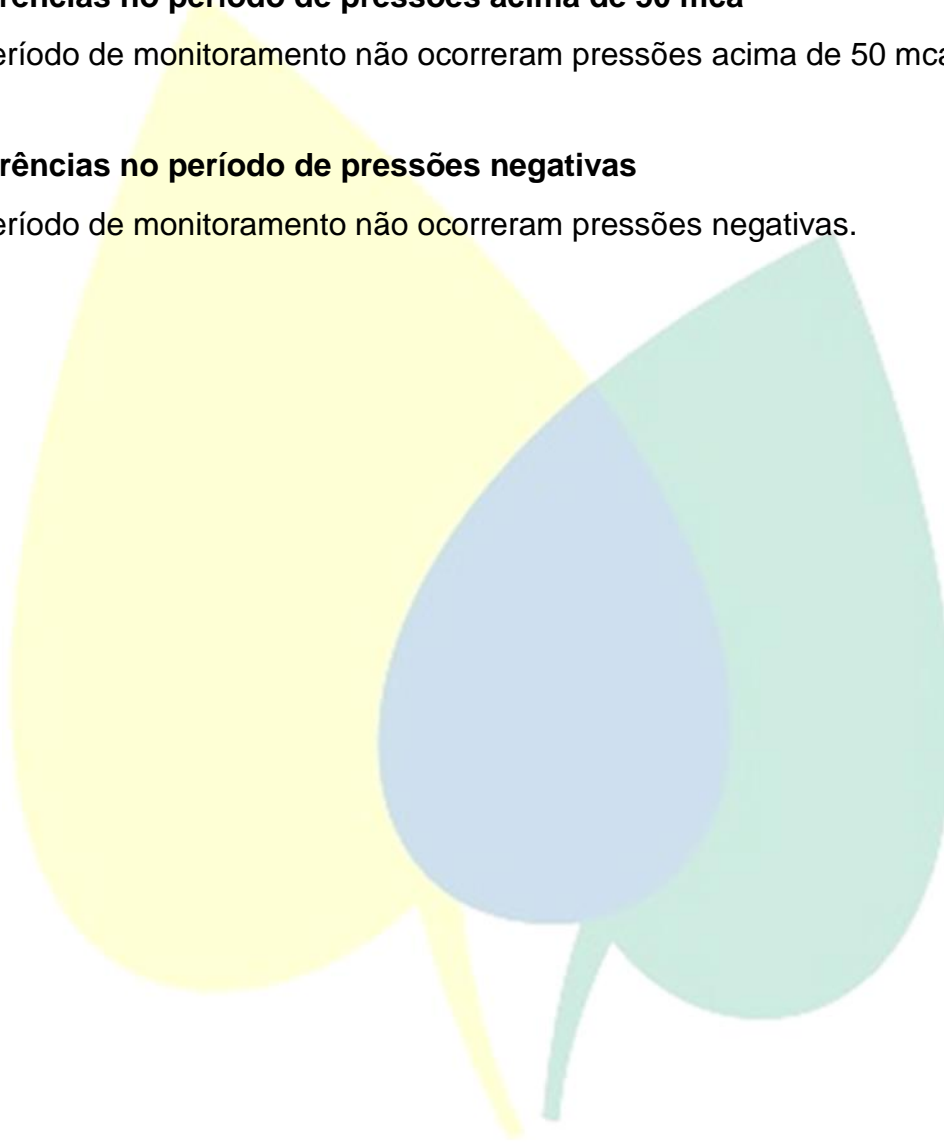 rências no período de pressões acima de 50 mca
eríodo de monitoramento não ocorreram pressões acima de 50 mca
rências no período de pressões negativas
eríodo de monitoramento não ocorreram pressões negativas.